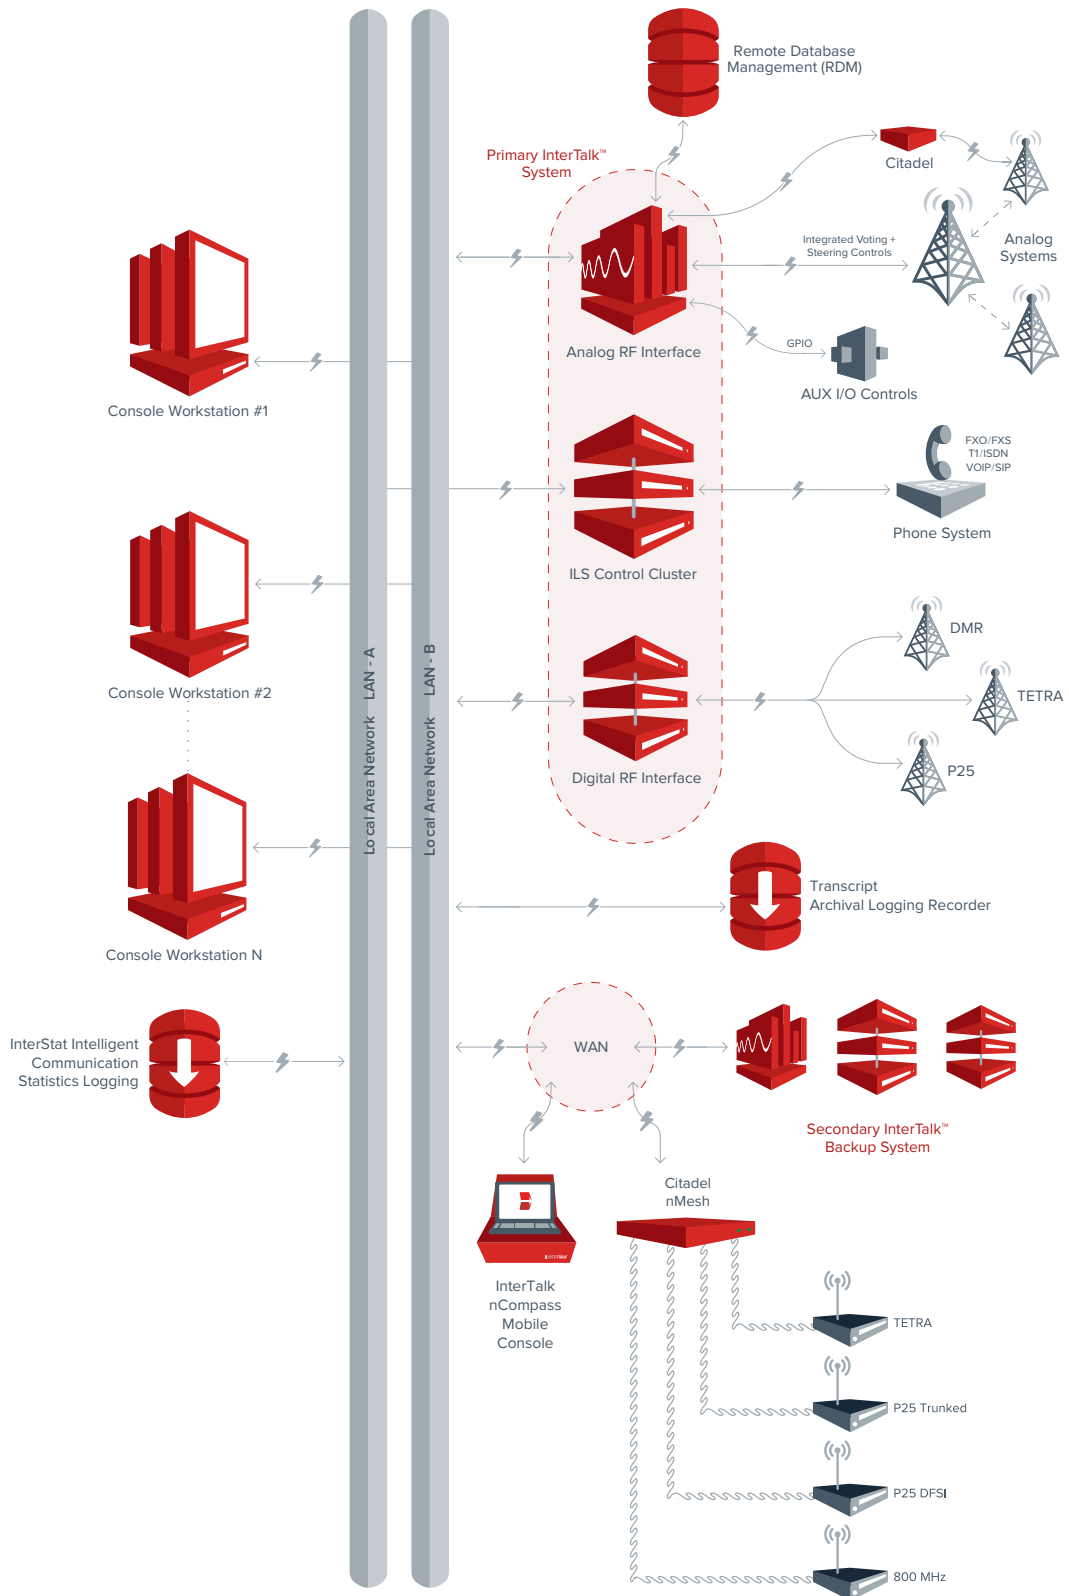 Remote Database
Management (RDM)
Primary InterTalk™
System
Citadel
Integrated Voting +
Steering Controls
Analog
Systems
Analog RF Interface
GPIO
AUX I/O Controls
Console Workstation #1
FXO/FXS
T1/ISDN
VOIP/SIP
Phone System
ILS Control Cluster
Console Workstation #2
DMR
TETRA
P25
Digital RF Interface
Local Area Network LAN - A
Local Area Network LAN - B
Console Workstation N
Transcript
Archival Logging Recorder
InterStat Intelligent
Communication
Statistics Logging
WAN
Secondary InterTalk™
Backup System
Citadel
nMesh
InterTalk
nCompass
Mobile
Console
TETRA
P25 Trunked
P25 DFSI
800 MHz